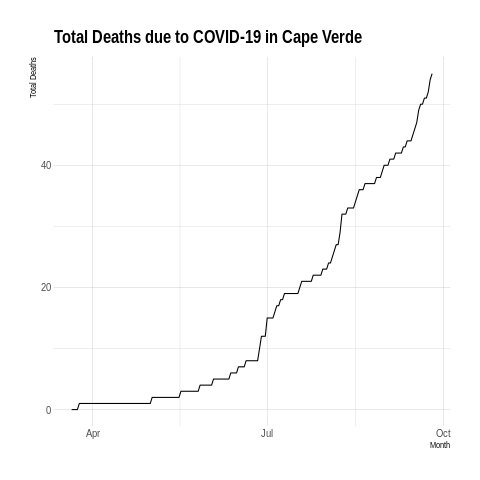 Total Deaths due to COVID-19 in Cape Verde
Total Deaths
40
20
0
Apr
Jul
Oct
Month